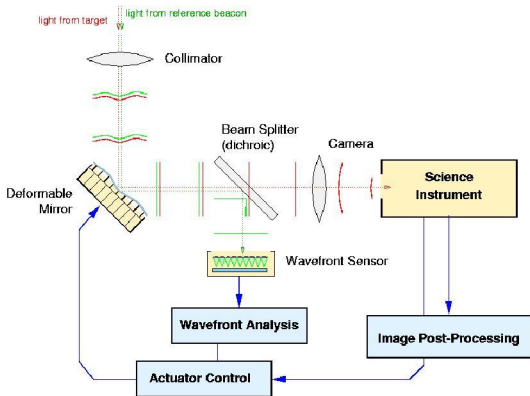 light from reference beacon
light from target
Collimator
Beam Splitter
(dichroic)
Camera
Science
Instrument
Deformable
Mirror
Wavefront Sensor
Wavefront Analysis
Image Post-Processing
Actuator Control